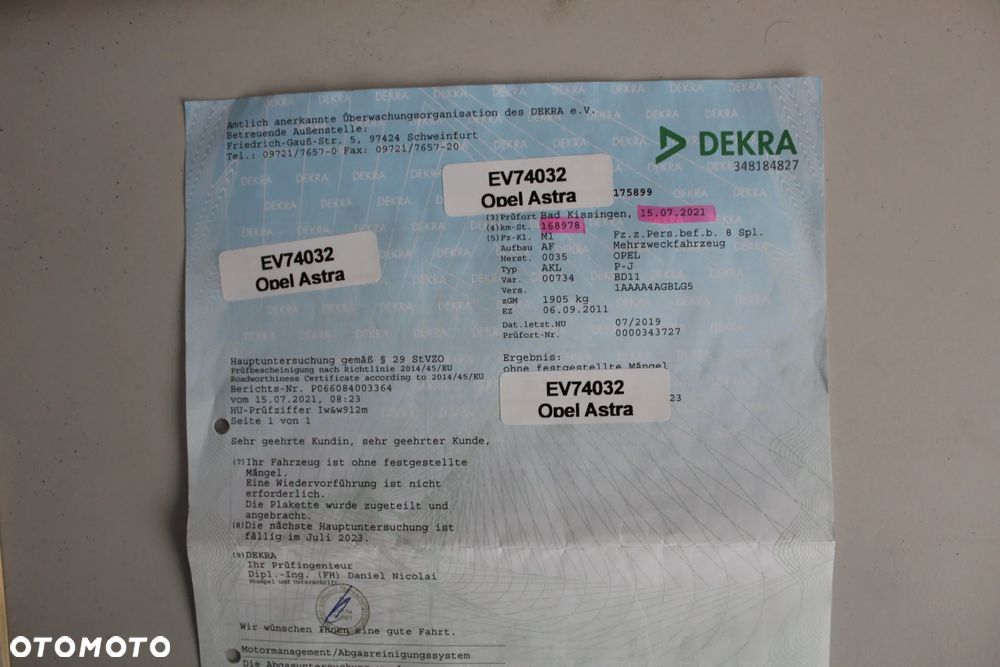 Amtlich anerkannte Überwachungsorganisation des DEKRA e.V.
Betreuende Außenstelle:
Friedrich-Gauß-Str. 5, 97424 Schweinfurt
Tel.: 09721/7657-0 Fax: 09721/7657-20
DEKRA
348184827
EV74032
Opel Astra
175899
(3) Prüfort Bad Kissingen, 15.07.2021
(4) km-St. 168978
(5) Fz-Kl. M1 Fz.z.Pers.bef.b. 8 Spl.
Aufbau AF Mehrzweckfahrzeug
Herst. 0035 OPEL
Typ AKL P-J
Var. 00734 BD11
Vers. 1AAAA4AGBLG5
zGM 1905 kg
EZ 06.09.2011
Dat.letzt.HU 07/2019
Prüfort-Nr. 0000343727
EV74032
Opel Astra
Hauptuntersuchung gemäß § 29 StVZO
Prüfbescheinigung nach Richtlinie 2014/45/EU
Roadworthiness Certificate according to 2014/45/EU
Berichts-Nr. P066084003364
vom 15.07.2021, 08:23
HU-Prüfziffer Iw&w912m
Seite 1 von 1
Ergebnis:
ohne festgestellte Mängel
EV74032
Opel Astra
23
Sehr geehrte Kundin, sehr geehrter Kunde,
(7) Ihr Fahrzeug ist ohne festgestellte
Mängel.
Eine Wiedervorführung ist nicht
erforderlich.
Die Plakette wurde zugeteilt und
angebracht.
(8) Die nächste Hauptuntersuchung ist
fällig im Juli 2023.
(9) DEKRA
Ihr Prüfingenieur
Dipl.-Ing. (FH) Daniel Nicolai
Stempel und Unterschrift
Wir wünschen Ihnen eine gute Fahrt.
Motormanagement/Abgasreinigungssystem
OTOMOTO